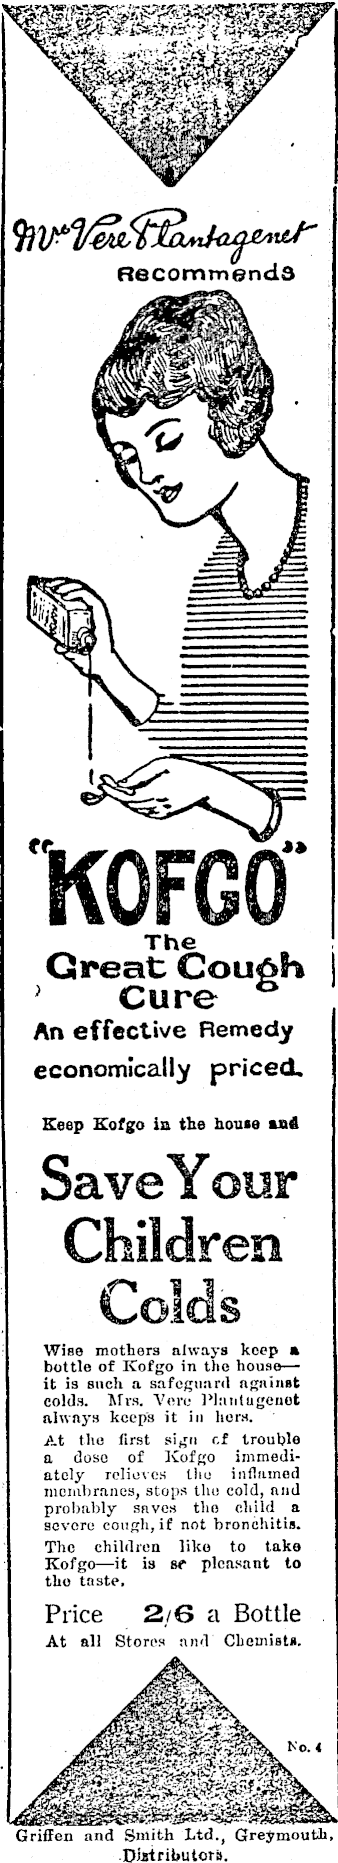 Mrs Vere Plantagenet
Recommends
"KOFGO"
The
Great Cough
Cure
An effective Remedy
economically priced.
Keep Kofgo in the house and
Save Your
Children
Colds
Wise mothers always keep a
bottle of Kofgo in the house—
it is such a safeguard against
colds. Mrs. Vere Plantagenet
always keeps it in hers.
At the first sign of trouble
a dose of Kofgo immedi-
ately relieves the inflamed
membranes, stops the cold, and
probably saves the child a
severe cough, if not bronchitis.
The children like to take
Kofgo—it is so pleasant to
the taste.
Price 2/6 a Bottle
At all Stores and Chemists.
No. 4
Griffen and Smith Ltd., Greymouth,
Distributors.